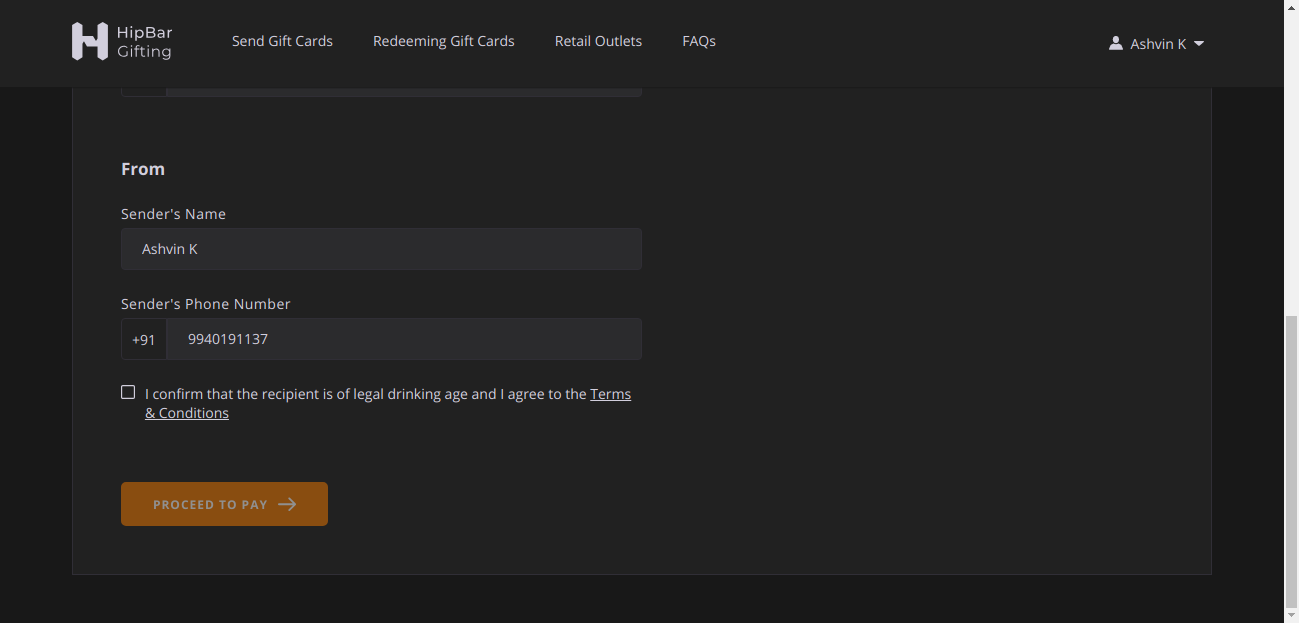 HipBar
Gifting
Send Gift Cards
Redeeming Gift Cards
Retail Outlets
FAQs
Ashvin K
From
Sender's Name
Ashvin K
Sender's Phone Number
+91
9940191137
I confirm that the recipient is of legal drinking age and I agree to the Terms
& Conditions
PROCEED TO PAY